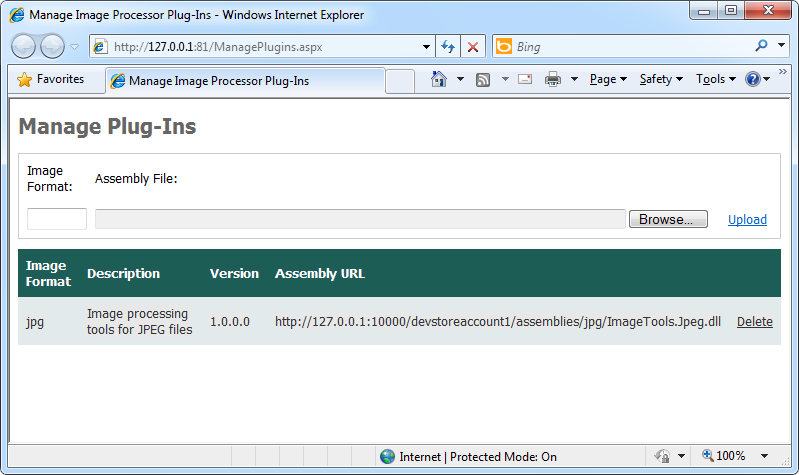 Manage Image Processor Plug-Ins - Windows Internet Explorer
http://127.0.0.1:81/ManagePlugins.aspx
Bing
Favorites
Manage Image Processor Plug-Ins
Page
Safety
Tools
Manage Plug-Ins
Image
Format:
Assembly File:
Browse...
Upload
Image
Format
Description
Version
Assembly URL
jpg
Image processing
tools for JPEG files
1.0.0.0
http://127.0.0.1:10000/devstoreaccount1/assemblies/jpg/ImageTools.Jpeg.dll
Delete
Internet | Protected Mode: On
100%